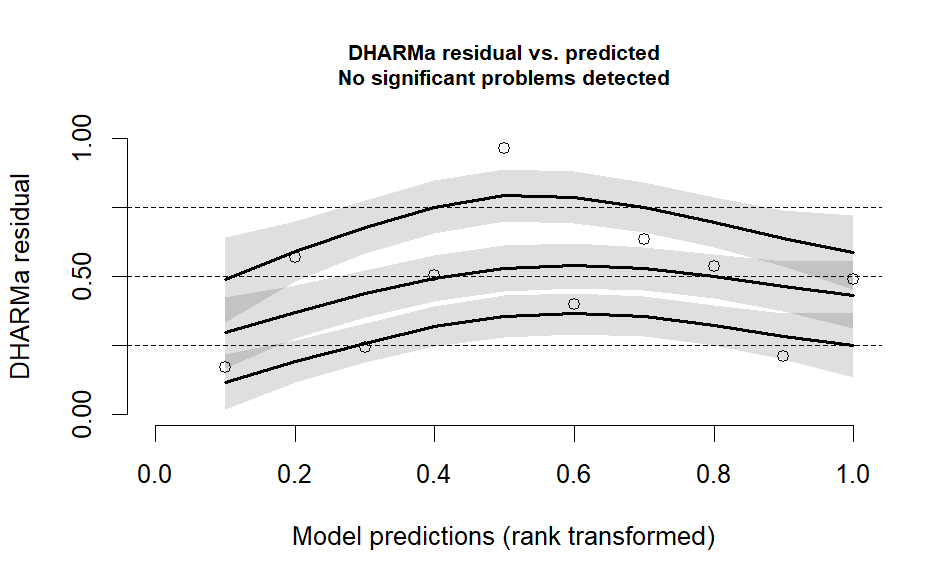 DHARMa residual vs. predicted
No significant problems detected
DHARMa residual
1.00
0.50
0.00
0.0 0.2 0.4 0.6 0.8 1.0
Model predictions (rank transformed)